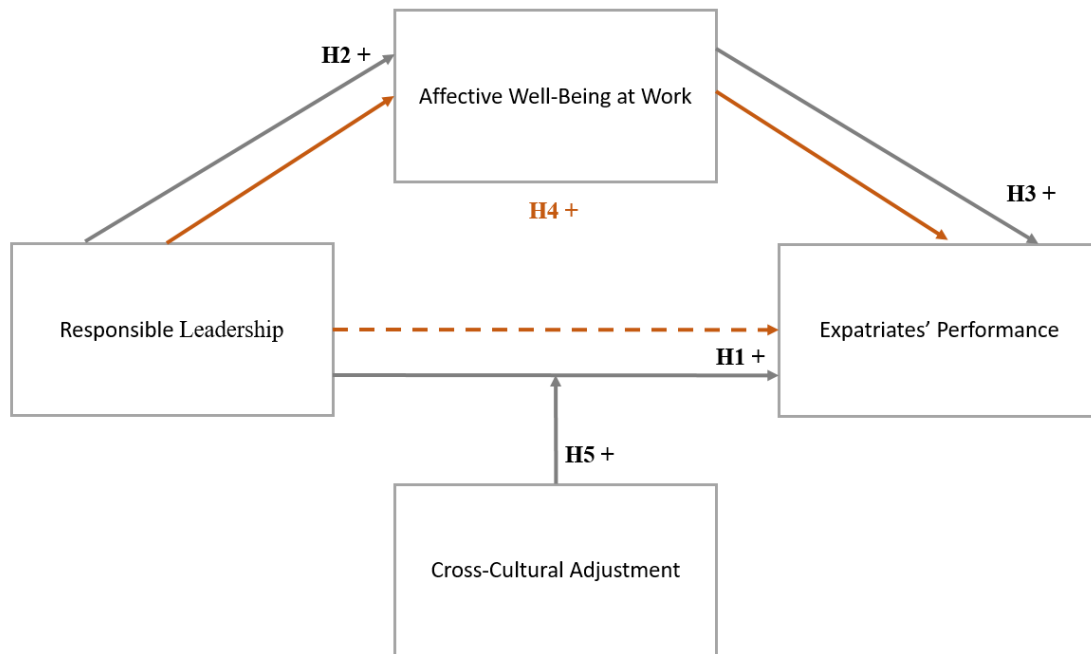 H2 +
Affective Well-Being at Work
H3 +
H4 +
Responsible Leadership
Expatriates’ Performance
H1 +
H5 +
Cross-Cultural Adjustment